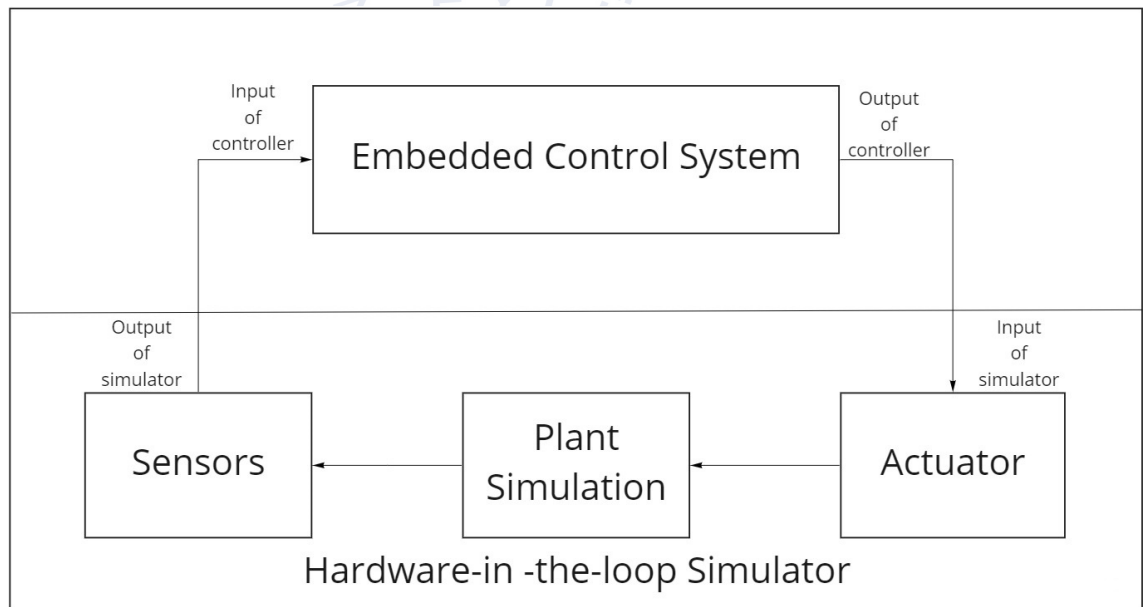 Input
of
controller
Embedded Control System
Output
of
controller
Output
of
simulator
Input
of
simulator
Sensors
Plant
Simulation
Actuator
Hardware-in -the-loop Simulator